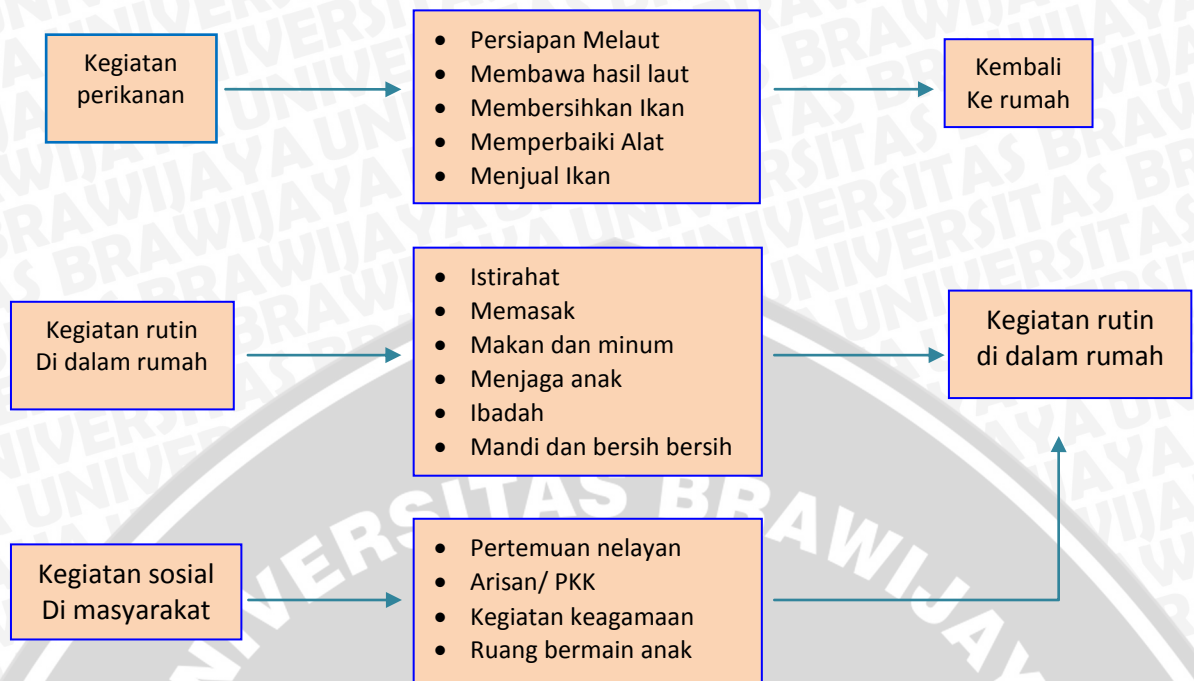 Kegiatan
perikanan
• Persiapan Melaut
• Membawa hasil laut
• Membersihkan Ikan
• Memperbaiki Alat
• Menjual Ikan
Kembali
Ke rumah
Kegiatan rutin
Di dalam rumah
• Istirahat
• Memasak
• Makan dan minum
• Menjaga anak
• Ibadah
• Mandi dan bersih bersih
Kegiatan rutin
di dalam rumah
Kegiatan sosial
Di masyarakat
• Pertemuan nelayan
• Arisan/ PKK
• Kegiatan keagamaan
• Ruang bermain anak
UNIVERSITAS BRAWIJAYA